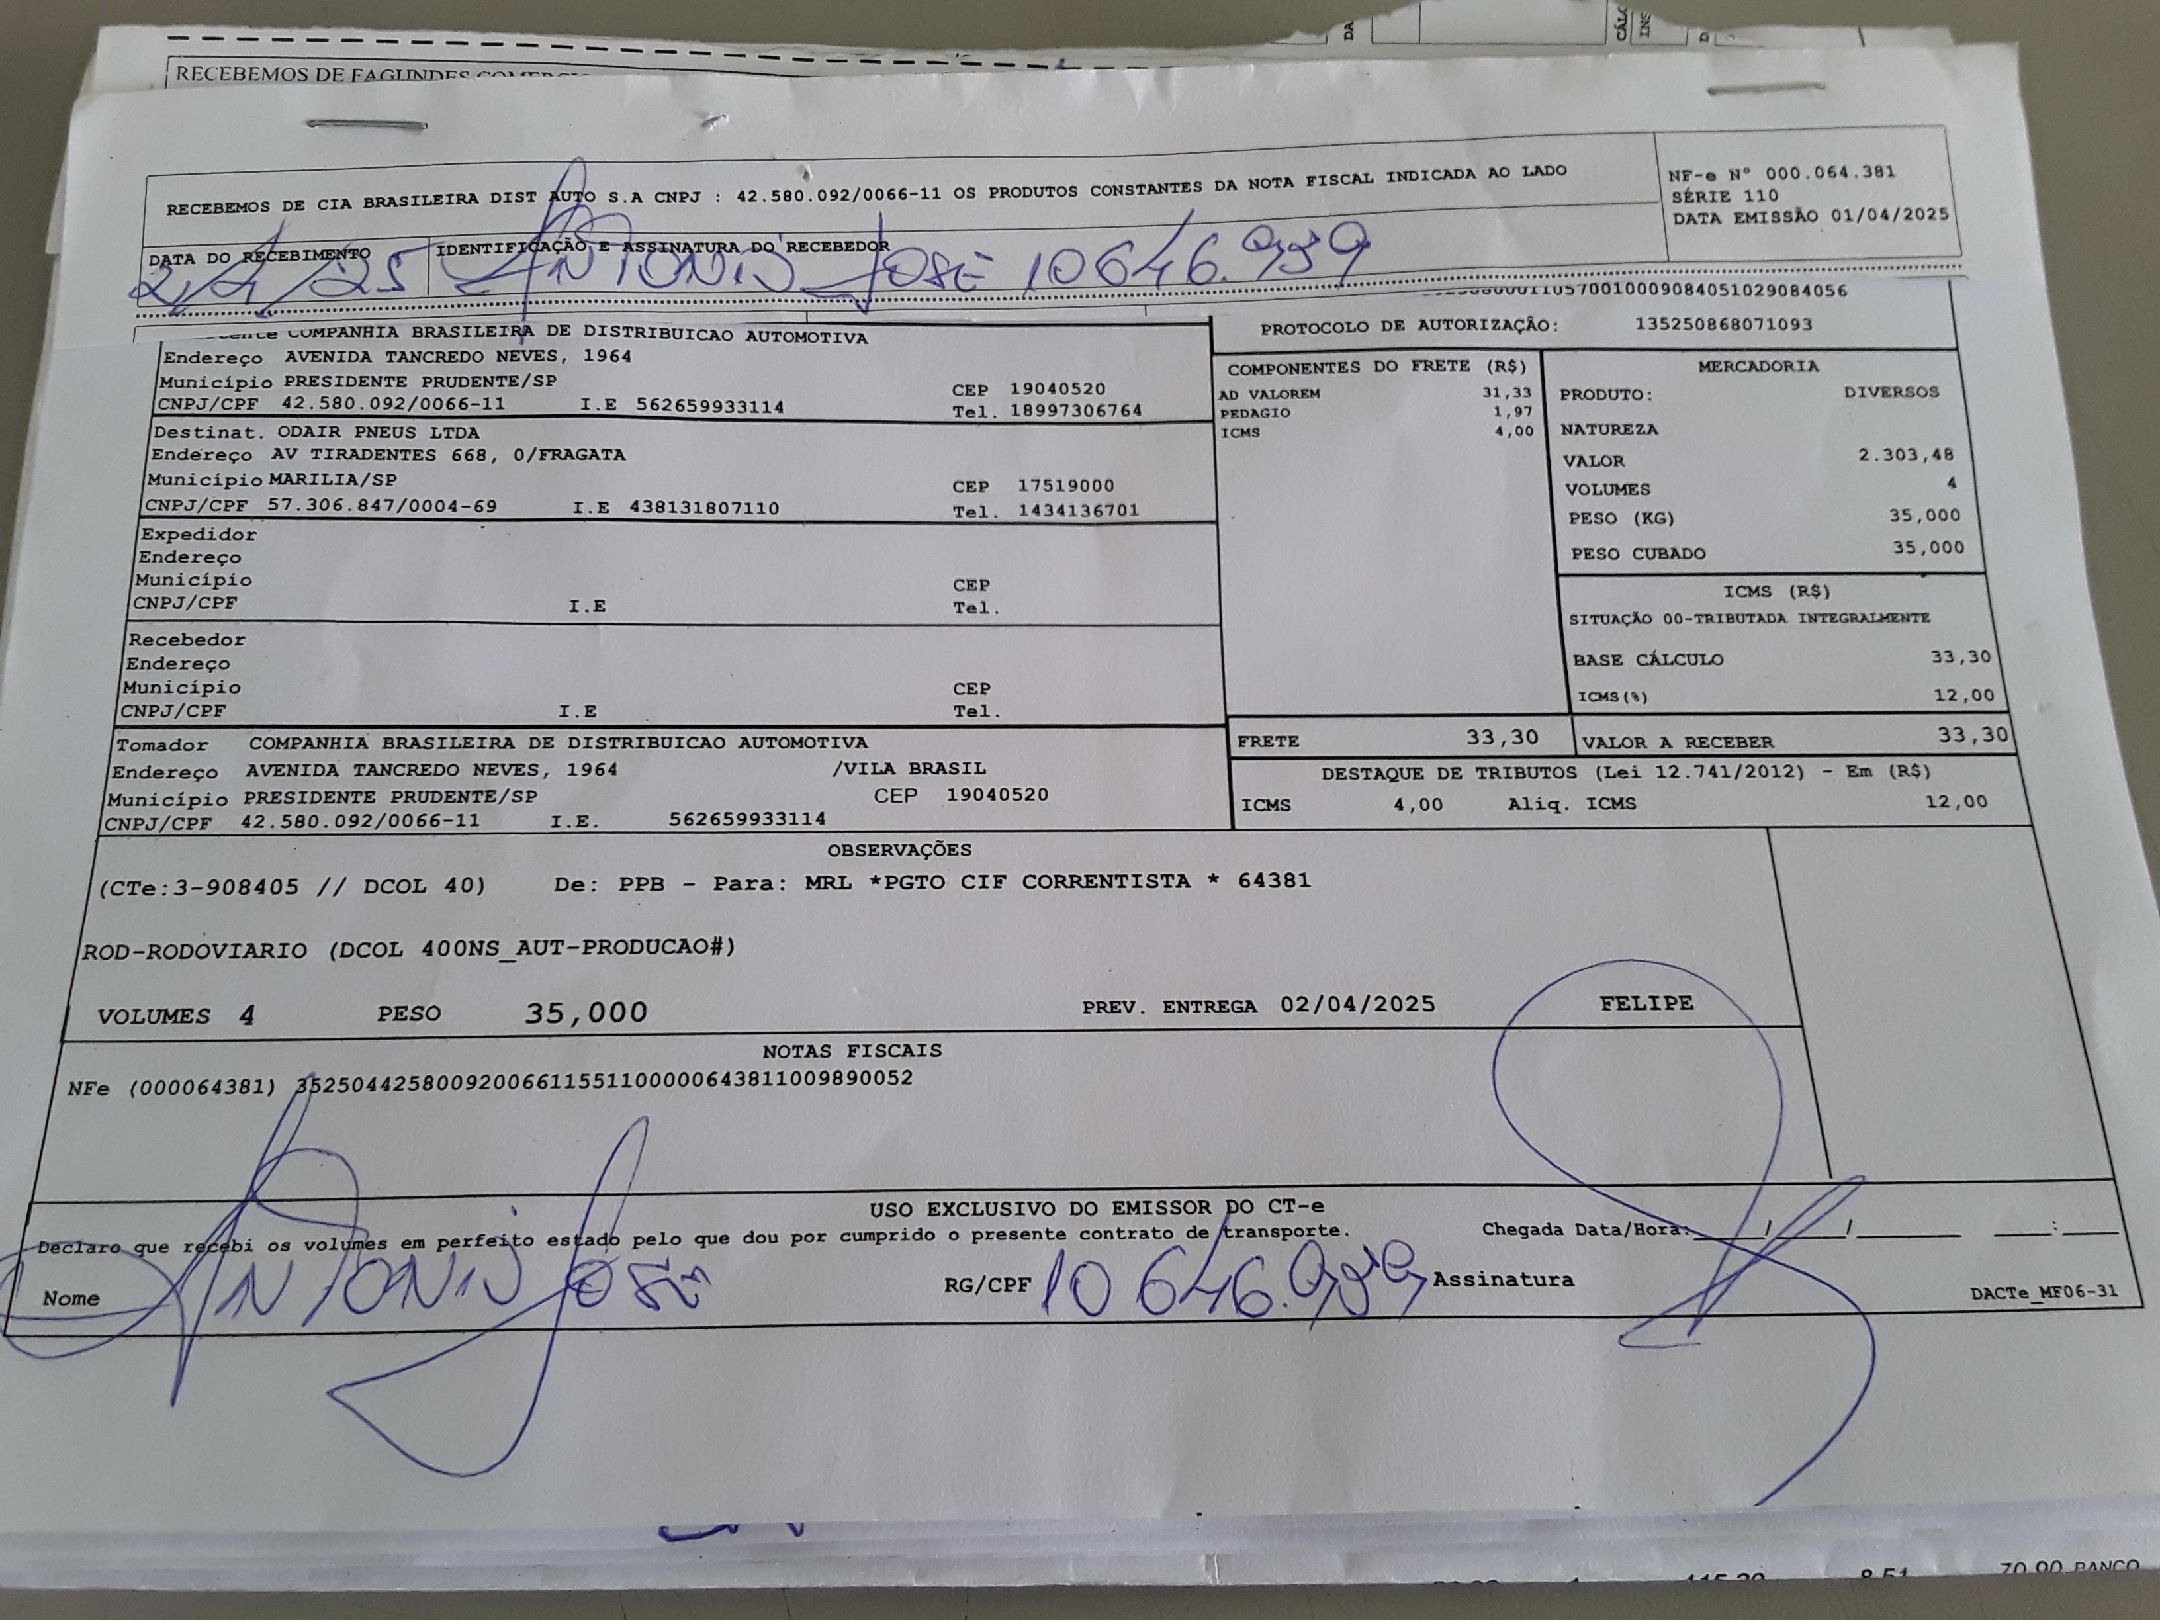 RECEBEMOS DE FAGUNDES
RECEBEMOS DE CIA BRASILEIRA DIST AUTO S.A CNPJ : 42.580.092/0066-11 OS PRODUTOS CONSTANTES DA NOTA FISCAL INDICADA AO LADO
NF-e N° 000.064.381
SÉRIE 110
DATA EMISSÃO 01/04/2025
DATA DO RECEBIMENTO
IDENTIFICAÇÃO E ASSINATURA DO RECEBEDOR
2/4/25 ANTONIO JOSE 10646.939
COMPANHIA BRASILEIRA DE DISTRIBUICAO AUTOMOTIVA
Endereço AVENIDA TANCREDO NEVES, 1964
Município PRESIDENTE PRUDENTE/SP CEP 19040520
CNPJ/CPF 42.580.092/0066-11 I.E 562659933114 Tel. 18997306764
Destinat. ODAIR PNEUS LTDA
Endereço AV TIRADENTES 668, 0/FRAGATA
Município MARILIA/SP CEP 17519000
CNPJ/CPF 57.306.847/0004-69 I.E 438131807110 Tel. 1434136701
Expedidor
Endereço
Município CEP
CNPJ/CPF I.E Tel.
Recebedor
Endereço
Município CEP
CNPJ/CPF I.E Tel.
Tomador COMPANHIA BRASILEIRA DE DISTRIBUICAO AUTOMOTIVA
Endereço AVENIDA TANCREDO NEVES, 1964 /VILA BRASIL
Município PRESIDENTE PRUDENTE/SP CEP 19040520
CNPJ/CPF 42.580.092/0066-11 I.E. 562659933114
PROTOCOLO DE AUTORIZAÇÃO: 135250868071093
COMPONENTES DO FRETE (R$)
AD VALOREM 31,33
PEDAGIO 1,97
ICMS 4,00
MERCADORIA
PRODUTO: DIVERSOS
NATUREZA
VALOR 2.303,48
VOLUMES 4
PESO (KG) 35,000
PESO CUBADO 35,000
ICMS (R$)
SITUAÇÃO 00-TRIBUTADA INTEGRALMENTE
BASE CÁLCULO 33,30
ICMS(%) 12,00
FRETE 33,30 VALOR A RECEBER 33,30
DESTAQUE DE TRIBUTOS (Lei 12.741/2012) - Em (R$)
ICMS 4,00 Aliq. ICMS 12,00
OBSERVAÇÕES
(CTe:3-908405 // DCOL 40) De: PPB - Para: MRL *PGTO CIF CORRENTISTA * 64381
ROD-RODOVIARIO (DCOL 400NS_AUT-PRODUCAO#)
VOLUMES 4 PESO 35,000 PREV. ENTREGA 02/04/2025 FELIPE
NOTAS FISCAIS
NFe (000064381) 35250442580092006611551100000643811009890052
USO EXCLUSIVO DO EMISSOR DO CT-e
Declaro que recebi os volumes em perfeito estado pelo que dou por cumprido o presente contrato de transporte. Chegada Data/Hora:___/___/_____ ___:___
Nome ANTONIO JOSE RG/CPF 10646.939 Assinatura
DACTe_MF06-31